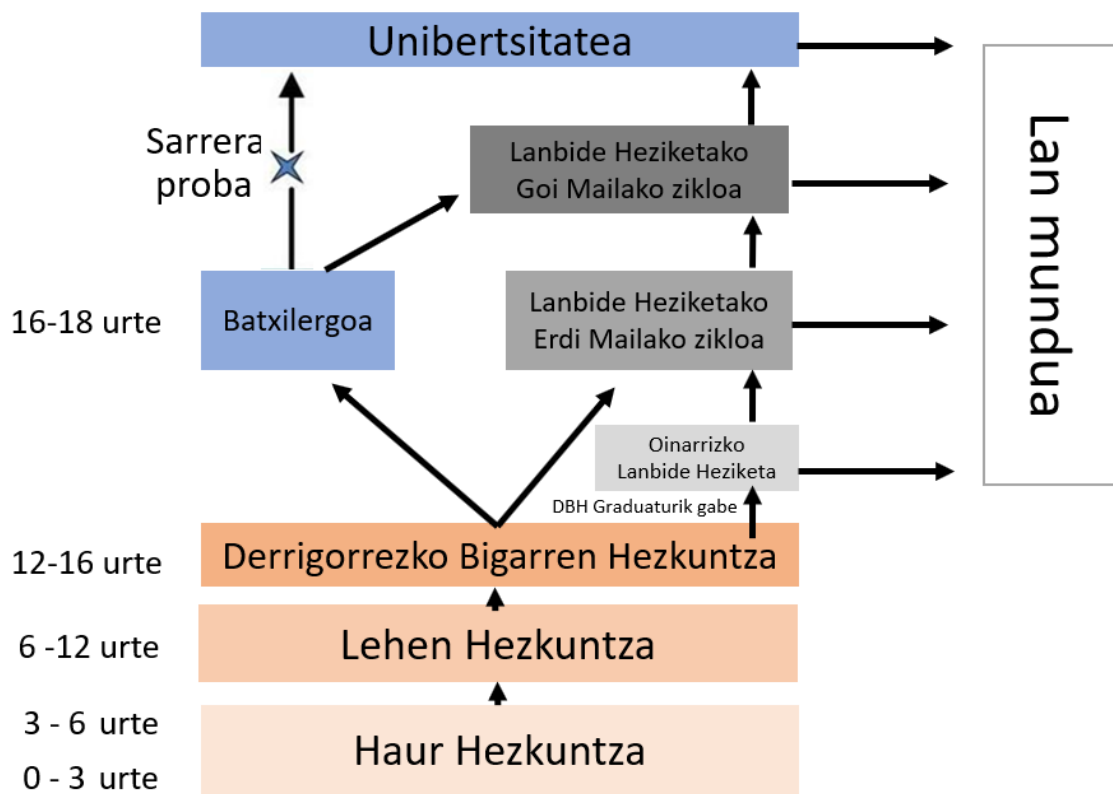 Unibertsitatea
Sarrera
proba
Lanbide Heziketako
Goi Mailako zikloa
Lan mundua
16-18 urte
Batxilergoa
Lanbide Heziketako
Erdi Mailako zikloa
Oinarrizko
Lanbide Heziketa
DBH Graduaturik gabe
12-16 urte
Derrigorrezko Bigarren Hezkuntza
6 -12 urte
Lehen Hezkuntza
3 - 6 urte
Haur Hezkuntza
0 - 3 urte